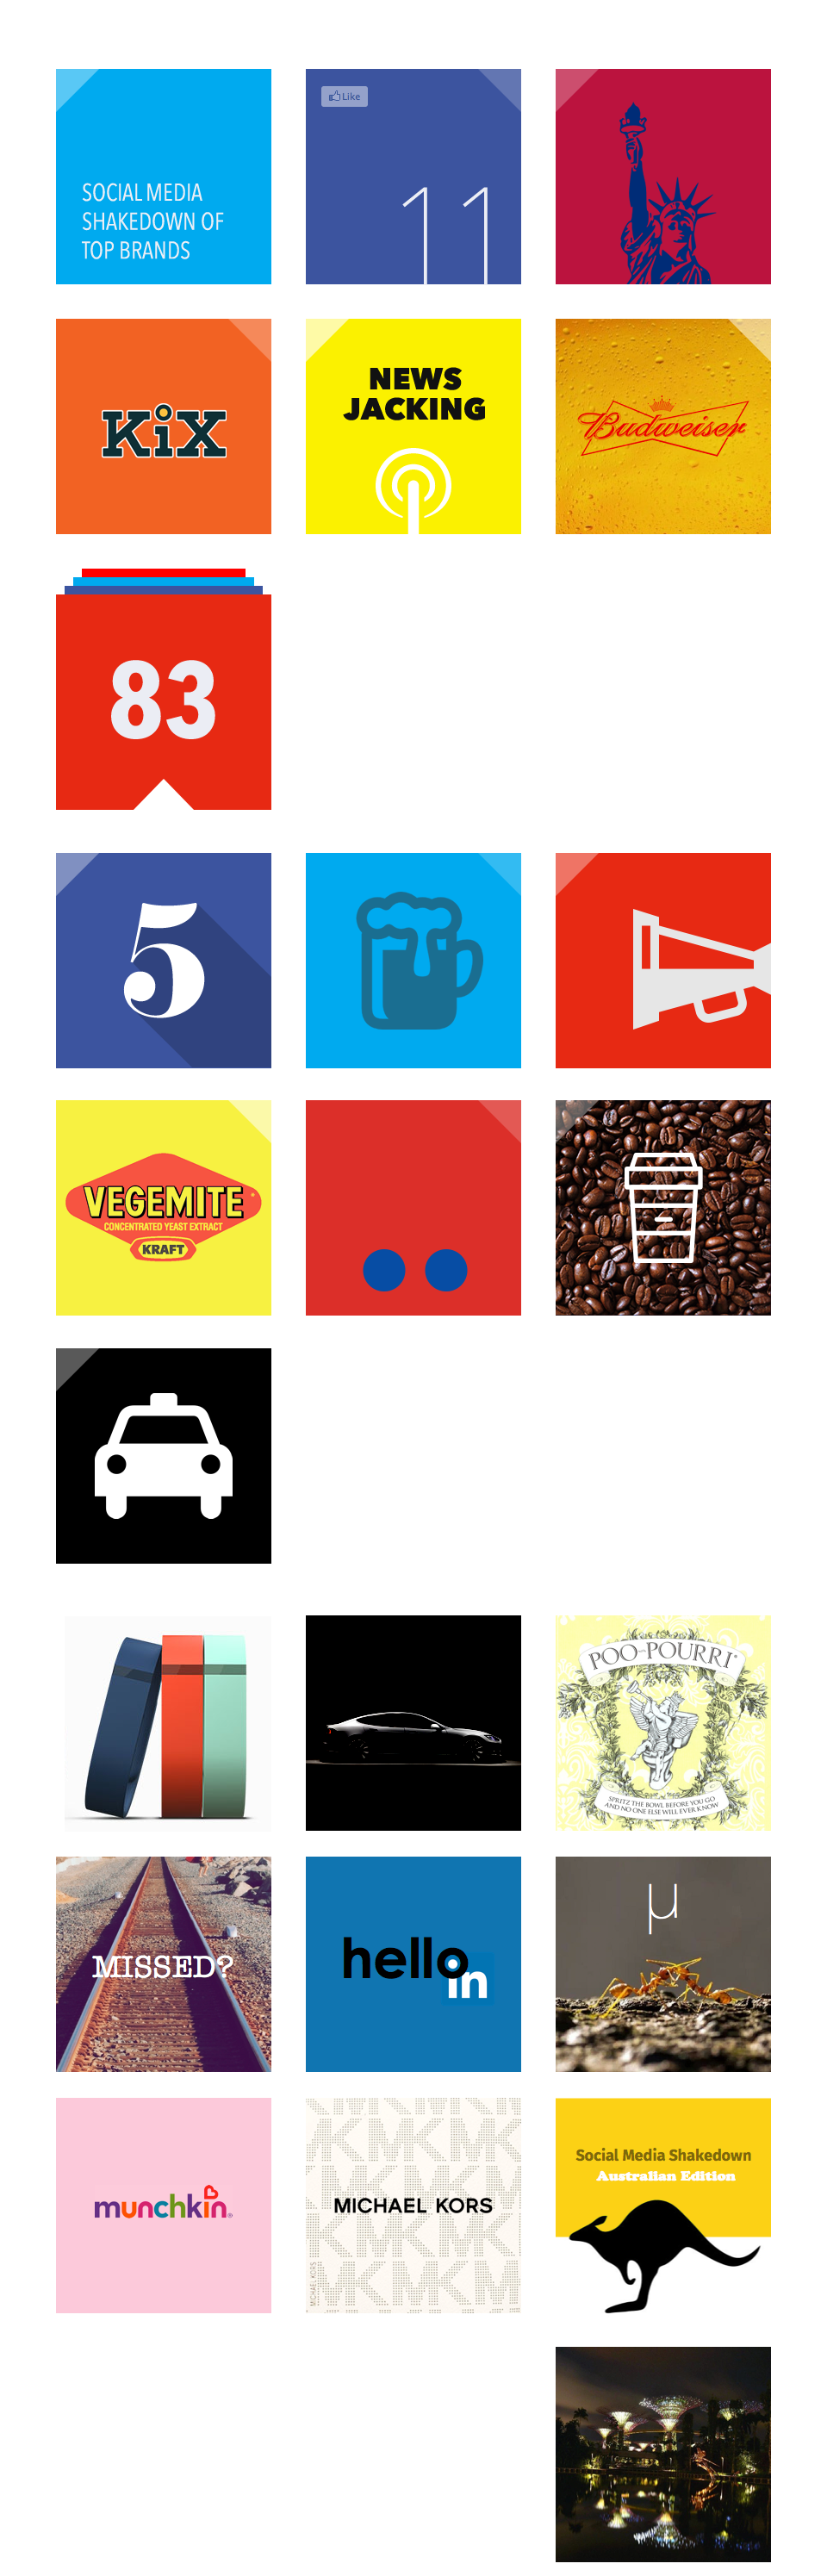 SOCIAL MEDIA
SHAKEDOWN OF
TOP BRANDS
Like
11
KiX
NEWS
JACKING
Budweiser
83
5
VEGEMITE
CONCENTRATED YEAST EXTRACT
KRAFT
POO~POURRI
SPRITZ THE BOWL BEFORE YOU GO
AND NO ONE ELSE WILL EVER KNOW
MISSED?
hello
in
µ
munchkin®
MICHAEL KORS
MICHAEL KORS
Social Media Shakedown
Australian Edition